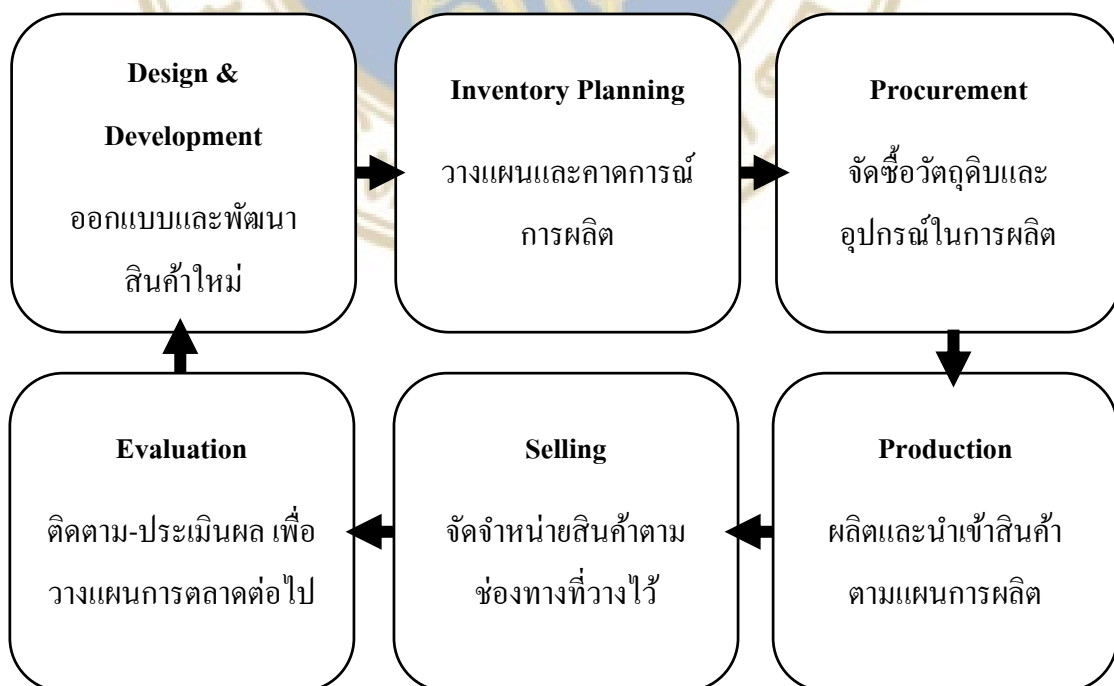 Design &
Development
ออกแบบและพัฒนา
สินค้าใหม่
Inventory Planning
วางแผนและคาดการณ์
การผลิต
Procurement
จัดซื้อวัตถุดิบและ
อุปกรณ์ในการผลิต
Production
ผลิตและนำเข้าสินค้า
ตามแผนการผลิต
Selling
จัดจำหน่ายสินค้าตาม
ช่องทางที่วางไว้
Evaluation
ติดตาม-ประเมินผล เพื่อ
วางแผนการตลาดต่อไป